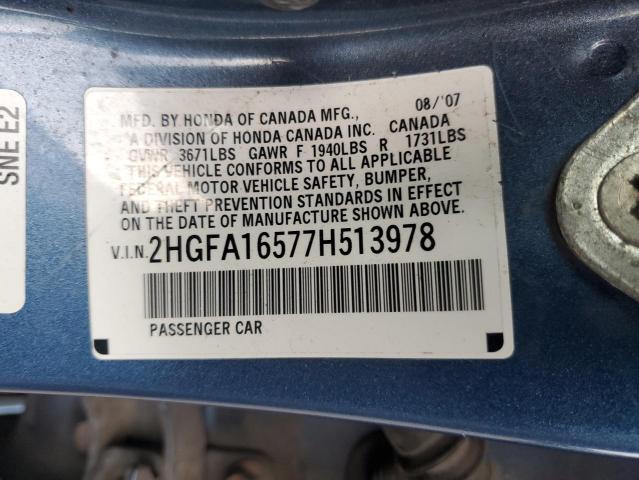 SNE E2
MFD. BY HONDA OF CANADA MFG., 08/'07
A DIVISION OF HONDA CANADA INC. CANADA
GVWR 3671LBS GAWR F 1940LBS R 1731LBS
THIS VEHICLE CONFORMS TO ALL APPLICABLE
FEDERAL MOTOR VEHICLE SAFETY, BUMPER,
AND THEFT PREVENTION STANDARDS IN EFFECT
ON THE DATE OF MANUFACTURE SHOWN ABOVE.
V.I.N. 2HGFA16577H513978
PASSENGER CAR